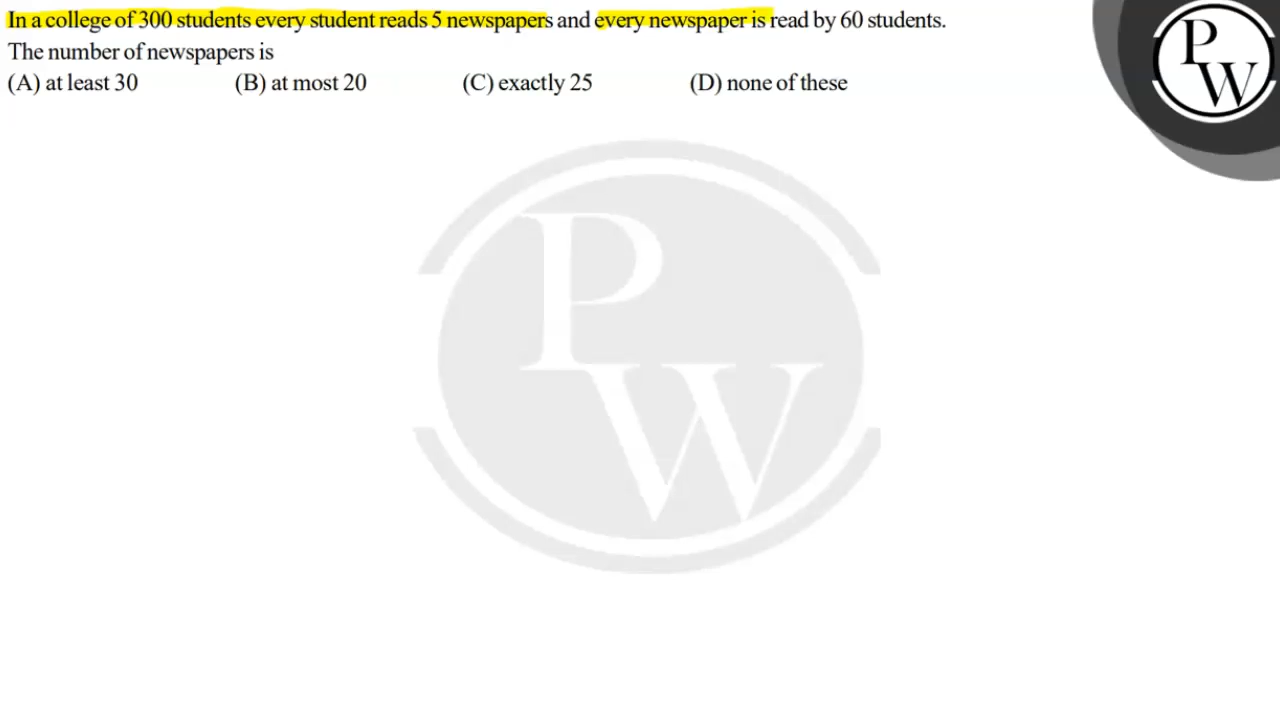 In a college of 300 students every student reads 5 newspapers and every newspaper is read by 60 students.
The number of newspapers is
(A) at least 30 (B) at most 20 (C) exactly 25 (D) none of these
P
W
P
W